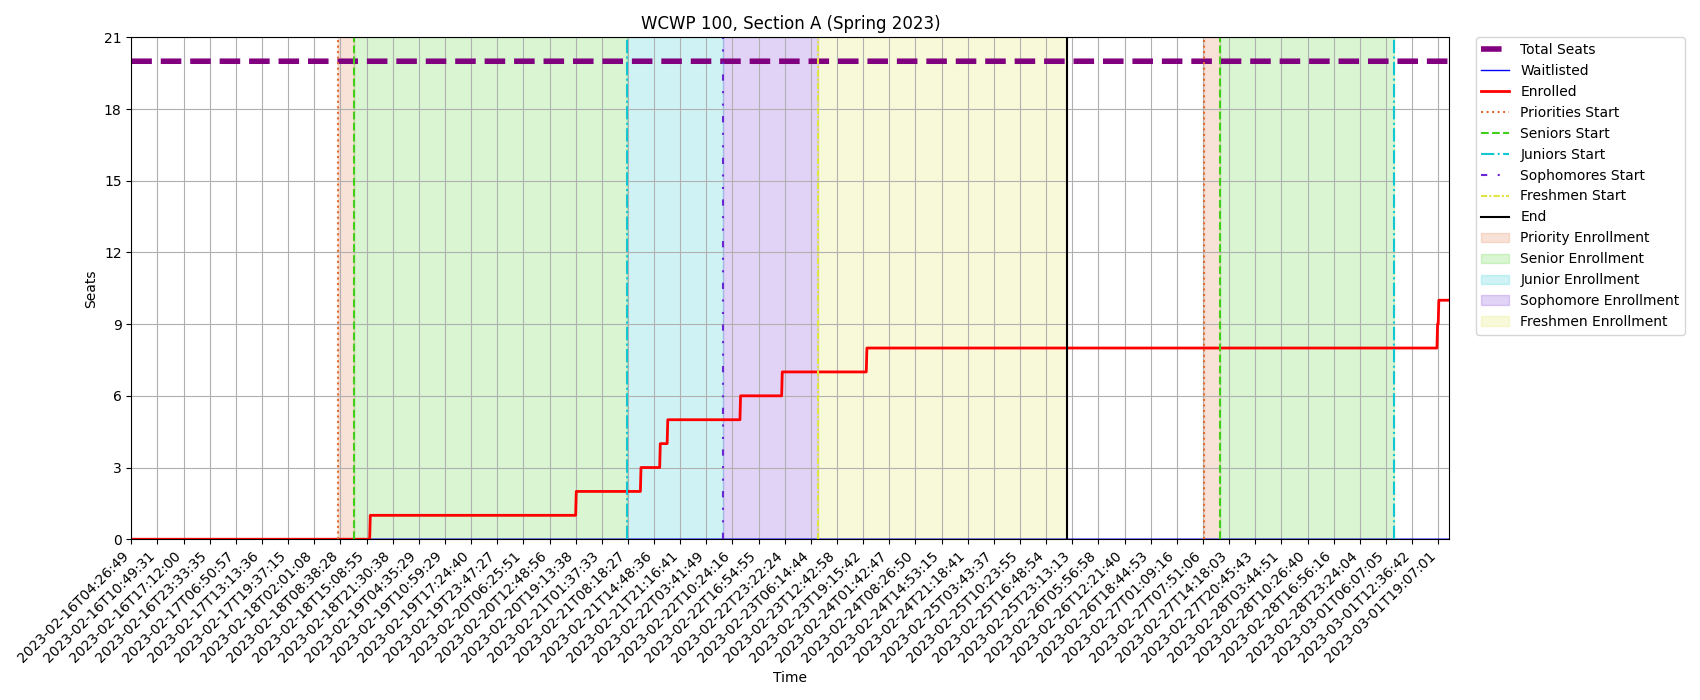 WCWP 100, Section A (Spring 2023)
Seats
21
18
15
12
9
6
3
0
2023-02-16T04:26:49
2023-02-16T10:49:31
2023-02-16T17:12:00
2023-02-16T23:33:35
2023-02-17T06:50:57
2023-02-17T13:13:36
2023-02-17T19:37:15
2023-02-18T02:01:08
2023-02-18T08:38:28
2023-02-18T15:08:55
2023-02-18T21:30:38
2023-02-19T04:35:29
2023-02-19T10:59:29
2023-02-19T17:24:40
2023-02-19T23:47:27
2023-02-20T06:25:51
2023-02-20T12:48:56
2023-02-20T19:13:38
2023-02-21T01:37:33
2023-02-21T08:18:27
2023-02-21T14:48:36
2023-02-21T21:16:41
2023-02-22T03:41:49
2023-02-22T10:24:16
2023-02-22T16:54:55
2023-02-22T23:22:24
2023-02-23T06:14:44
2023-02-23T12:42:58
2023-02-23T19:15:42
2023-02-24T01:42:47
2023-02-24T08:26:50
2023-02-24T14:53:15
2023-02-24T21:18:41
2023-02-25T03:43:37
2023-02-25T10:23:55
2023-02-25T16:48:54
2023-02-25T23:13:13
2023-02-26T05:56:58
2023-02-26T12:21:40
2023-02-26T18:44:53
2023-02-27T01:09:16
2023-02-27T07:51:06
2023-02-27T14:18:03
2023-02-27T20:45:43
2023-02-28T03:44:51
2023-02-28T10:26:40
2023-02-28T16:56:16
2023-02-28T23:24:04
2023-03-01T06:07:05
2023-03-01T12:36:42
2023-03-01T19:07:01
Time
Total Seats
Waitlisted
Enrolled
Priorities Start
Seniors Start
Juniors Start
Sophomores Start
Freshmen Start
End
Priority Enrollment
Senior Enrollment
Junior Enrollment
Sophomore Enrollment
Freshmen Enrollment